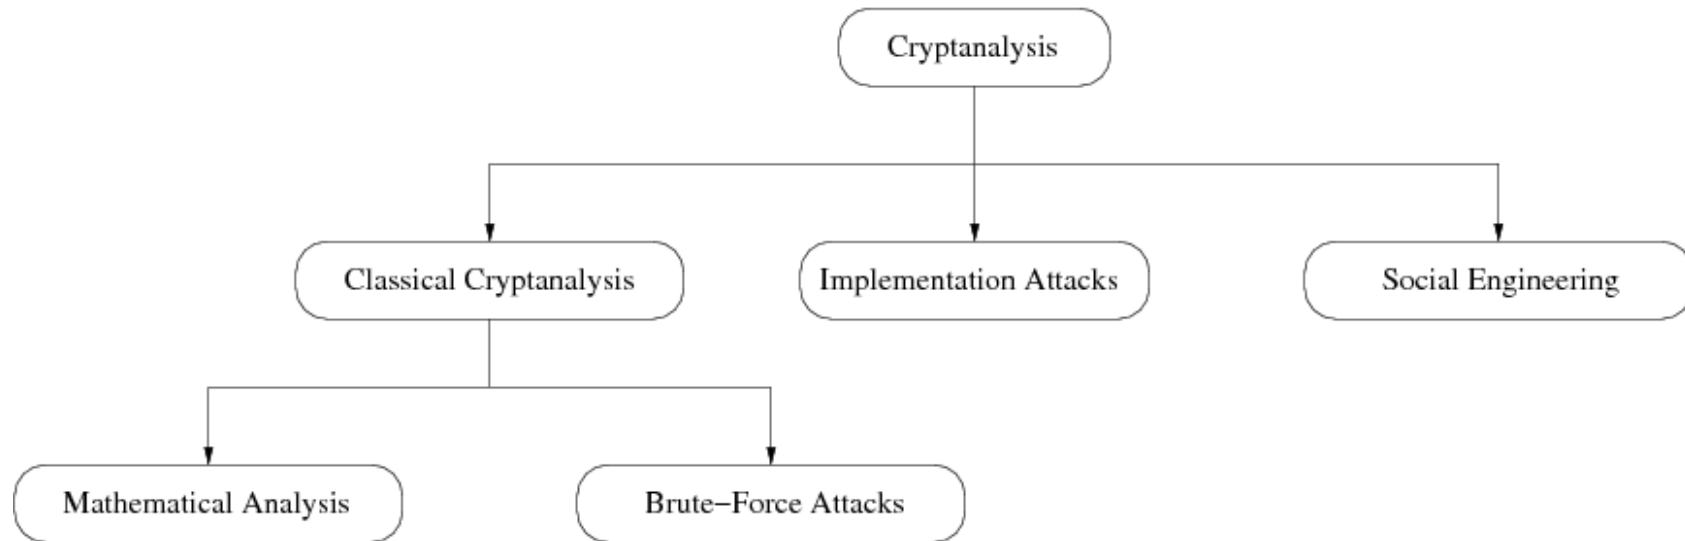 Cryptanalysis
Classical Cryptanalysis
Implementation Attacks
Social Engineering
Mathematical Analysis
Brute−Force Attacks